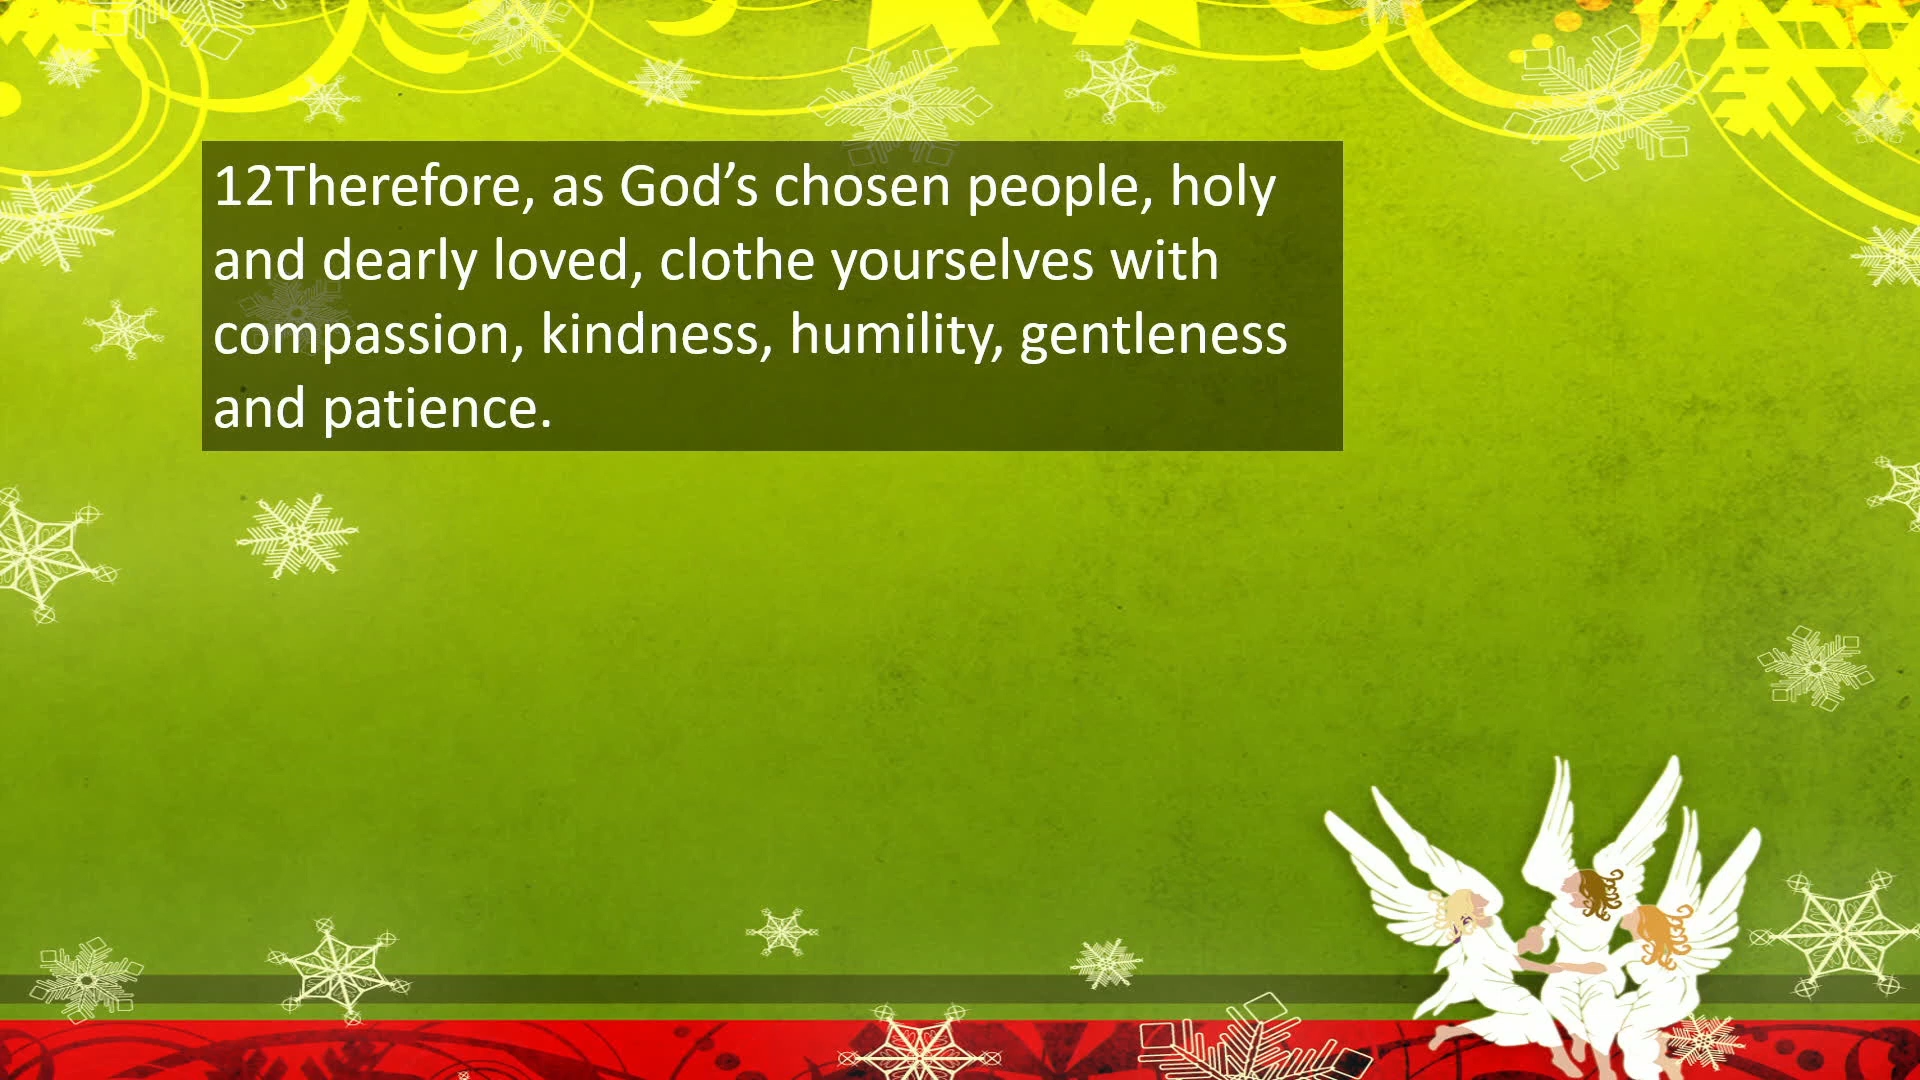 12Therefore, as God’s chosen people, holy
and dearly loved, clothe yourselves with
compassion, kindness, humility, gentleness
and patience.